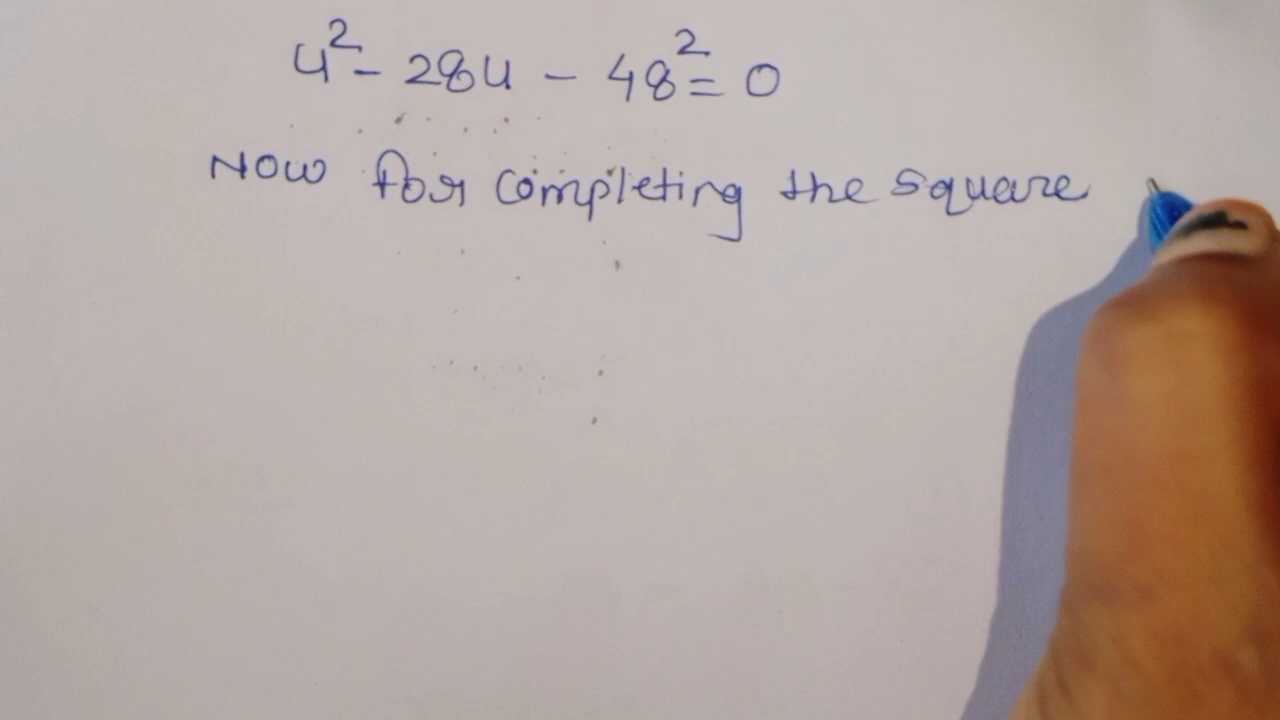 u² - 28u - 48² = 0
Now for completing the square